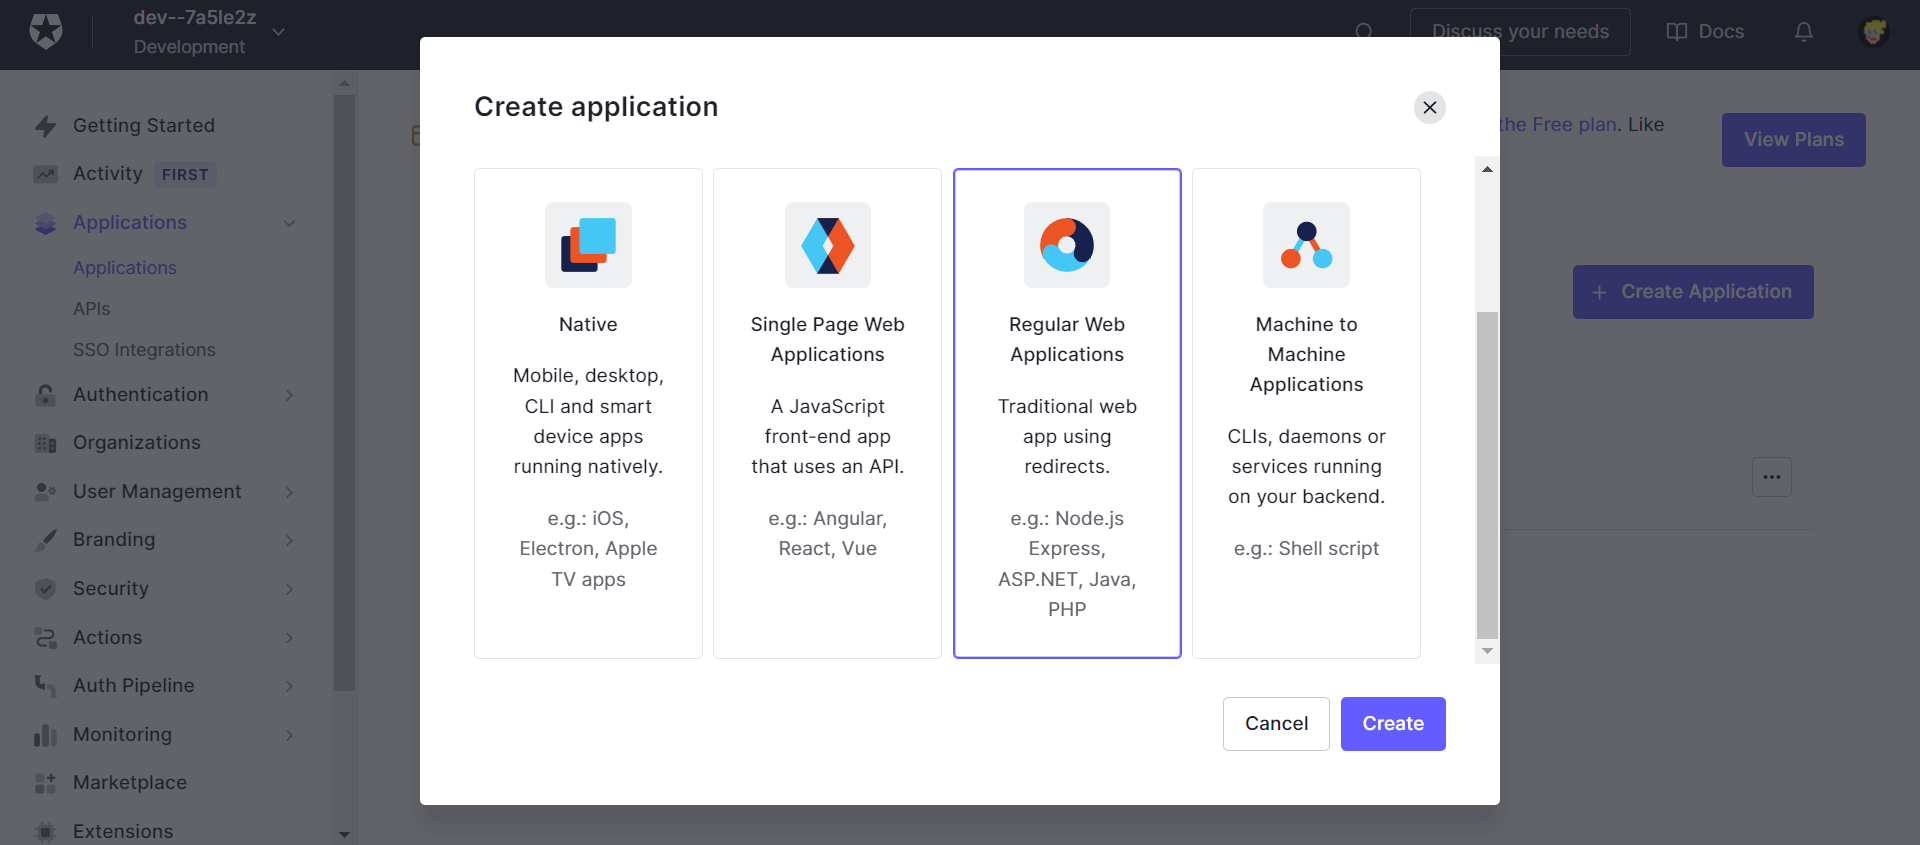 dev--7a5le2z
Development
Discuss your needs
Docs
Getting Started
Activity FIRST
Applications
Applications
APIs
SSO Integrations
Authentication
Organizations
User Management
Branding
Security
Actions
Auth Pipeline
Monitoring
Marketplace
Extensions
the Free plan. Like
View Plans
+ Create Application
Create application
Native
Mobile, desktop,
CLI and smart
device apps
running natively.
e.g.: iOS,
Electron, Apple
TV apps
Single Page Web
Applications
A JavaScript
front-end app
that uses an API.
e.g.: Angular,
React, Vue
Regular Web
Applications
Traditional web
app using
redirects.
e.g.: Node.js
Express,
ASP.NET, Java,
PHP
Machine to
Machine
Applications
CLIs, daemons or
services running
on your backend.
e.g.: Shell script
Cancel
Create